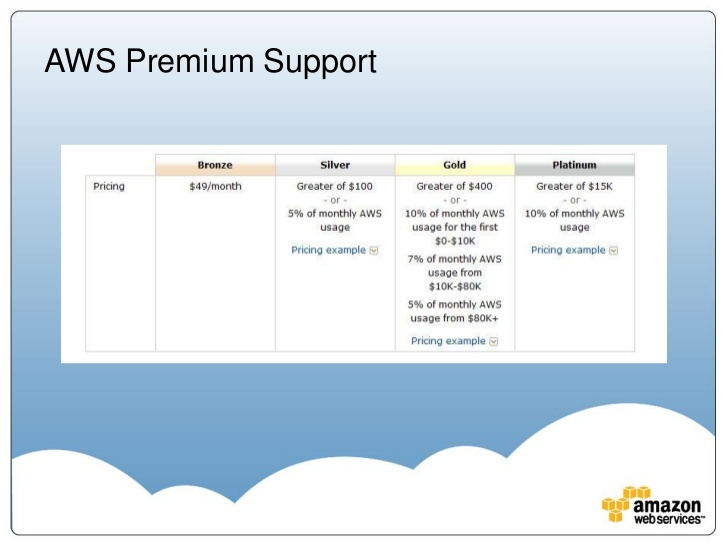 AWS Premium Support
Bronze
Silver
Gold
Platinum
Pricing
$49/month
Greater of $100
- or -
5% of monthly AWS
usage
Pricing example
Greater of $400
- or -
10% of monthly AWS
usage for the first
$0-$10K
7% of monthly AWS
usage from
$10K-$80K
5% of monthly AWS
usage from $80K+
Pricing example
Greater of $15K
- or -
10% of monthly AWS
usage
Pricing example
amazon
webservices™